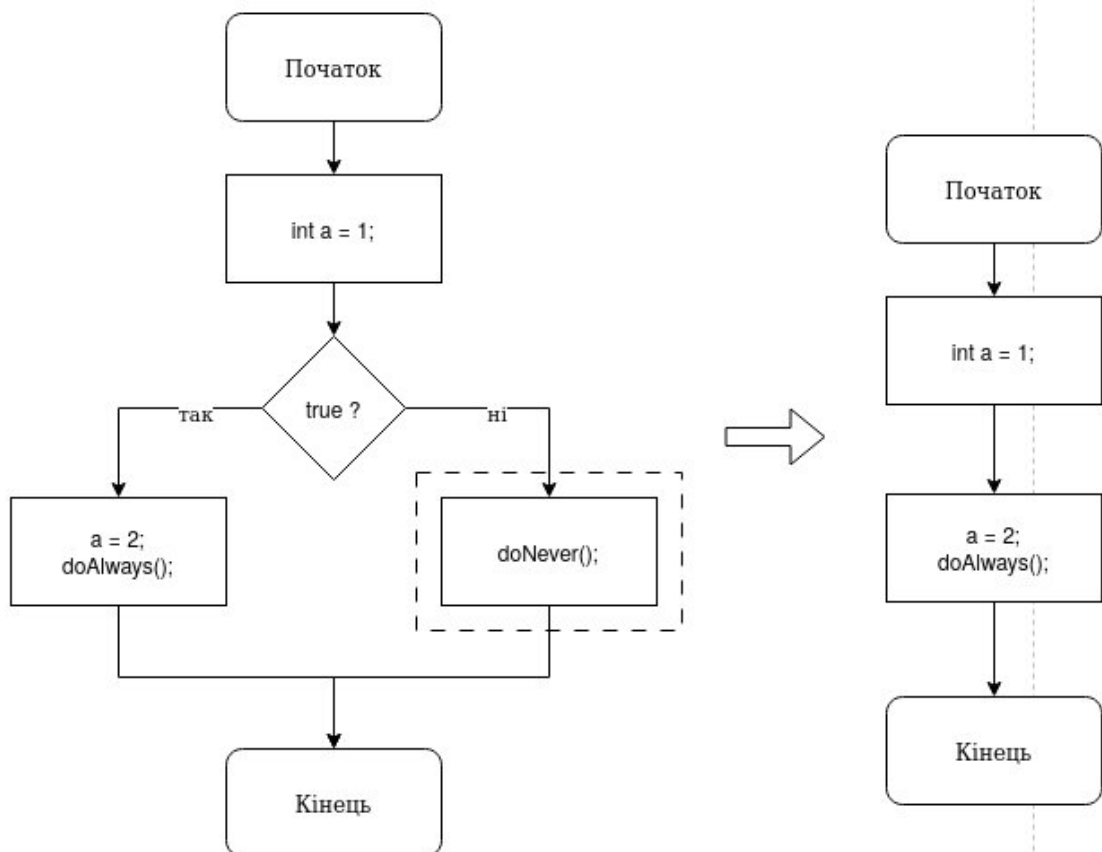 Початок
int a = 1;
true ?
так
ні
a = 2;
doAlways();
doNever();
Кінець
Початок
int a = 1;
a = 2;
doAlways();
Кінець